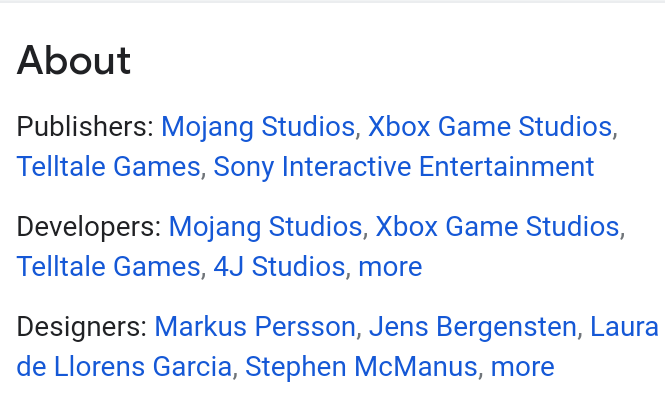 About
Publishers: Mojang Studios, Xbox Game Studios,
Telltale Games, Sony Interactive Entertainment
Developers: Mojang Studios, Xbox Game Studios,
Telltale Games, 4J Studios, more
Designers: Markus Persson, Jens Bergensten, Laura
de Llorens Garcia, Stephen McManus, more